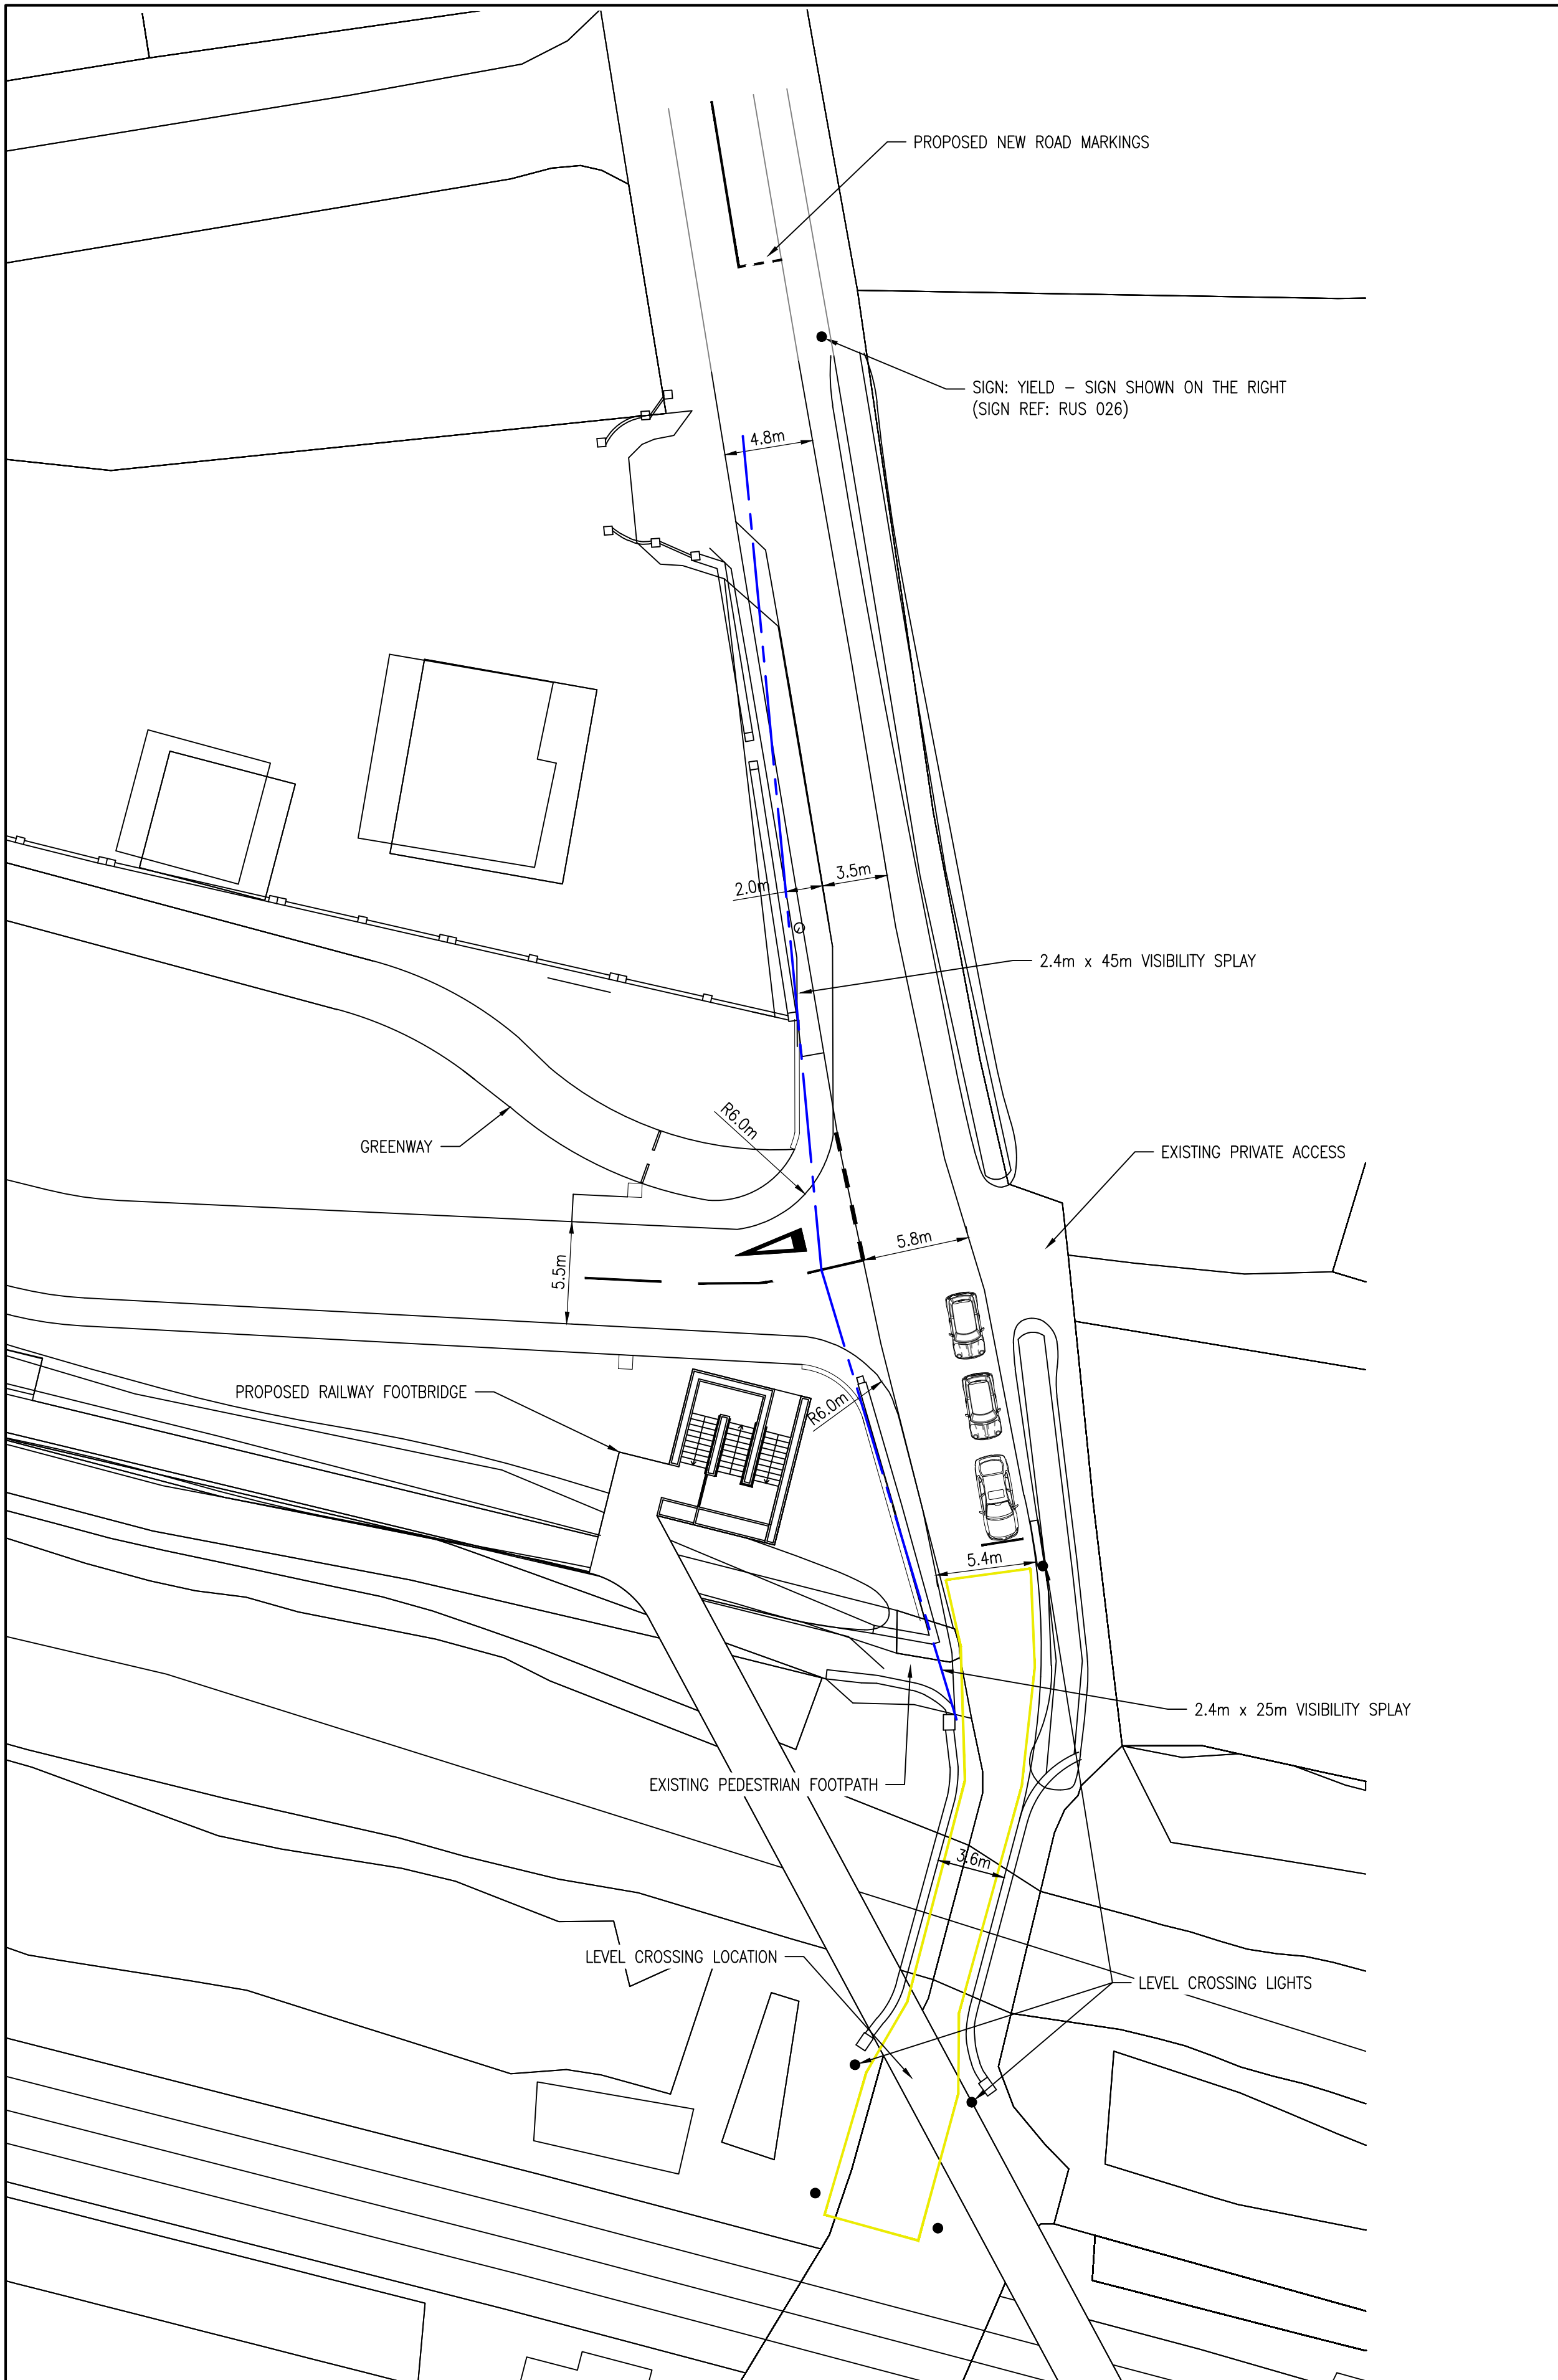 PROPOSED NEW ROAD MARKINGS
SIGN: YIELD – SIGN SHOWN ON THE RIGHT
(SIGN REF: RUS 026)
4.8m
3.5m
2.0m
2.4m x 45m VISIBILITY SPLAY
R6.0m
GREENWAY
EXISTING PRIVATE ACCESS
5.8m
5.5m
PROPOSED RAILWAY FOOTBRIDGE
R6.0m
5.4m
2.4m x 25m VISIBILITY SPLAY
EXISTING PEDESTRIAN FOOTPATH
3.6m
LEVEL CROSSING LOCATION
LEVEL CROSSING LIGHTS